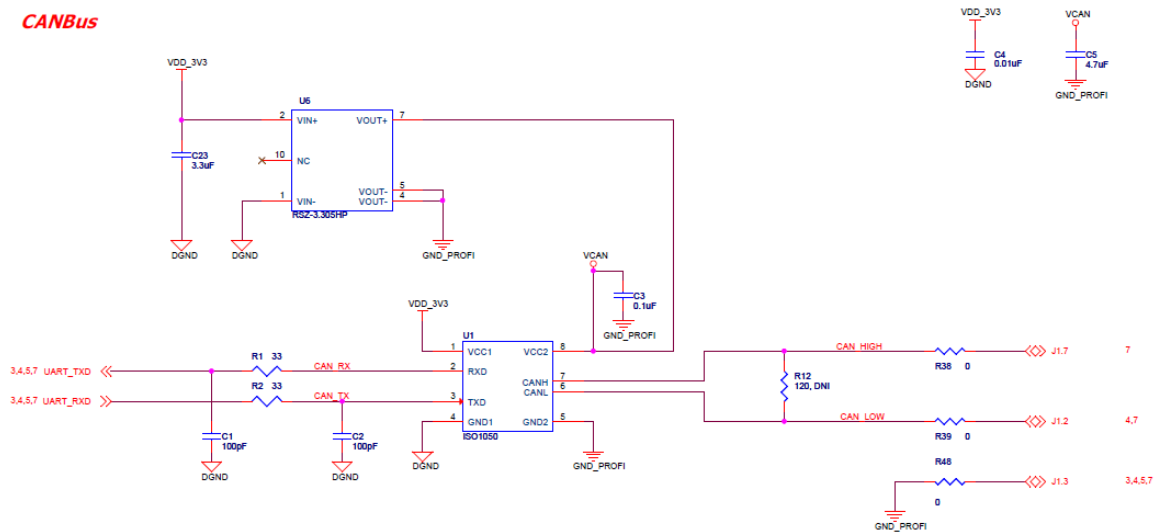 CANBus
VDD_3V3
VCAN
C4
0.01uF
C5
4.7uF
DGND
GND_PROFI
VDD_3V3
U6
2 VIN+ VOUT+ 7
C23
3.3uF
10 NC
VOUT- 5
1 VIN- VOUT- 4
RSZ-3.305HP
DGND
DGND
GND_PROFI
VCAN
C3
0.1uF
VDD_3V3
GND_PROFI
U1
1 VCC1 VCC2 8
R1 33
CAN_RX
3,4,5,7 UART_TXD
2 RXD
CANH 7
CANL 6
R2 33
CAN_TX
3,4,5,7 UART_RXD
3 TXD
4 GND1 GND2 5
ISO1050
C1
100pF
C2
100pF
DGND
DGND
DGND
GND_PROFI
CAN_HIGH
R38 0
J1.7 7
R12
120, DNI
CAN_LOW
R39 0
J1.2 4,7
R48
0
J1.3 3,4,5,7
GND_PROFI